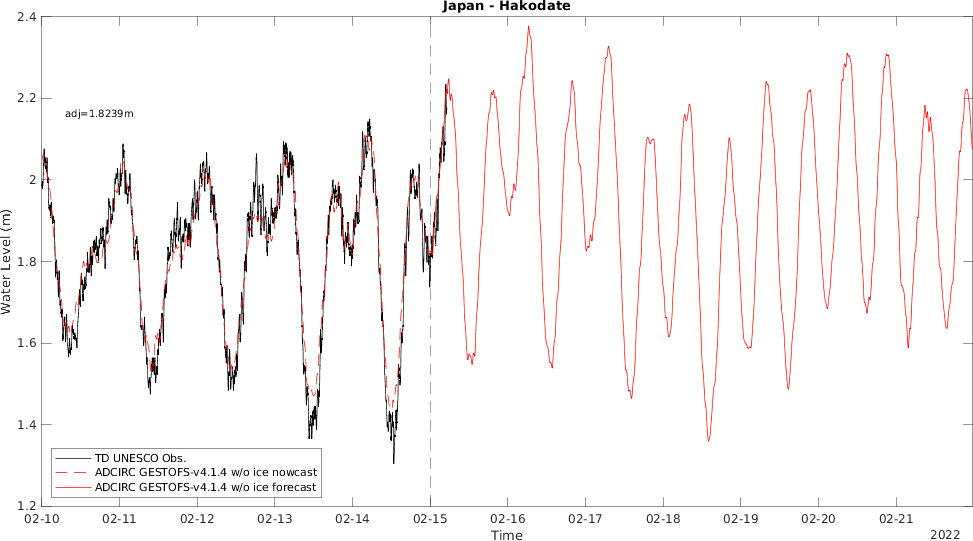 Japan - Hakodate
2.4
2.2
2
1.8
1.6
1.4
1.2
Water Level (m)
adj=1.8239m
TD UNESCO Obs.
ADCIRC GESTOFS-v4.1.4 w/o ice nowcast
ADCIRC GESTOFS-v4.1.4 w/o ice forecast
02-10 02-11 02-12 02-13 02-14 02-15 02-16 02-17 02-18 02-19 02-20 02-21
Time
2022